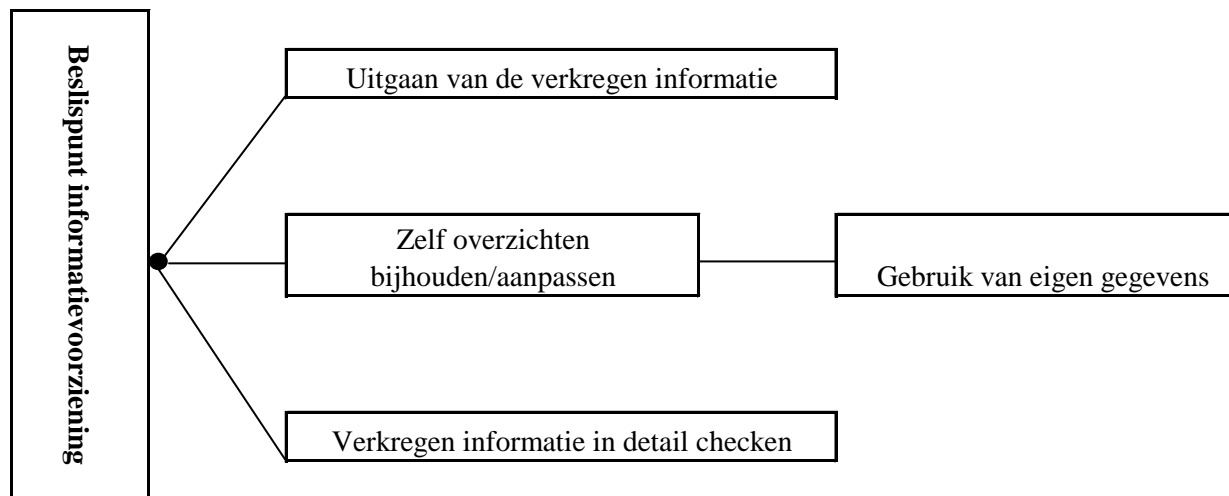 Beslispunt informatievoorziening
Uitgaan van de verkregen informatie
Zelf overzichten
bijhouden/aanpassen
Gebruik van eigen gegevens
Verkregen informatie in detail checken